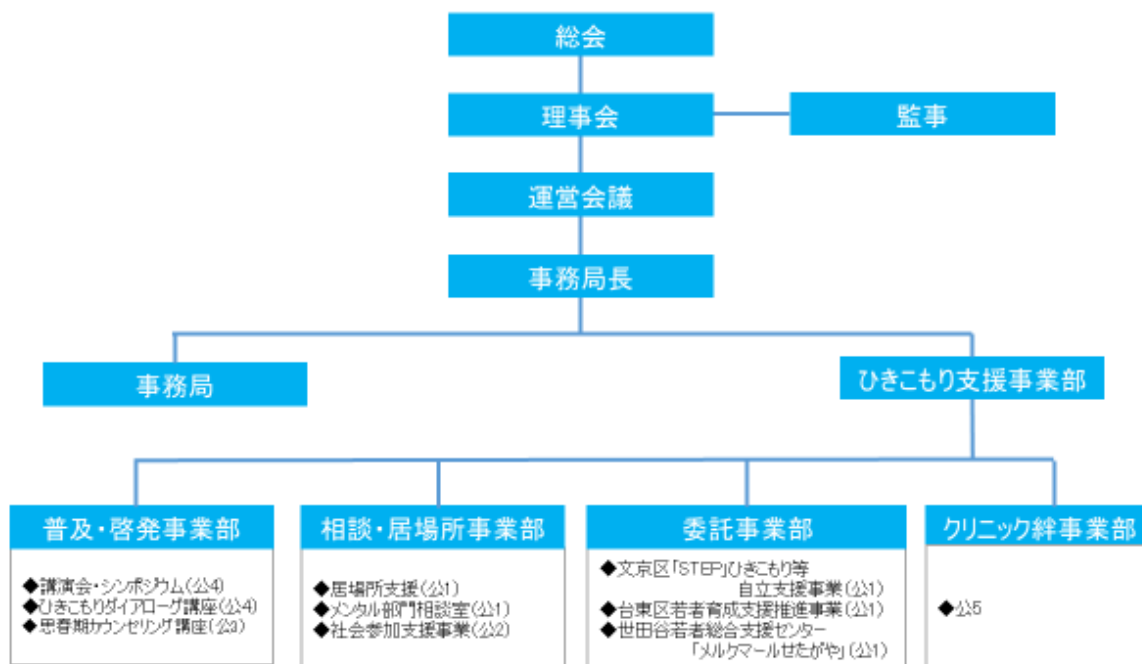 総会
理事会
監事
運営会議
事務局長
事務局
ひきこもり支援事業部
普及・啓発事業部
◆講演会・シンポジウム(公4)
◆ひきこもりダイアローグ講座(公4)
◆思春期カウンセリング講座(公3)
相談・居場所事業部
◆居場所支援(公1)
◆メンタル部門相談室(公1)
◆社会参加支援事業(公2)
委託事業部
◆文京区「STEP」ひきこもり等
自立支援事業(公1)
◆台東区若者育成支援推進事業(公1)
◆世田谷若者総合支援センター
「メルクマールせたがや」(公1)
クリニック絆事業部
◆公5